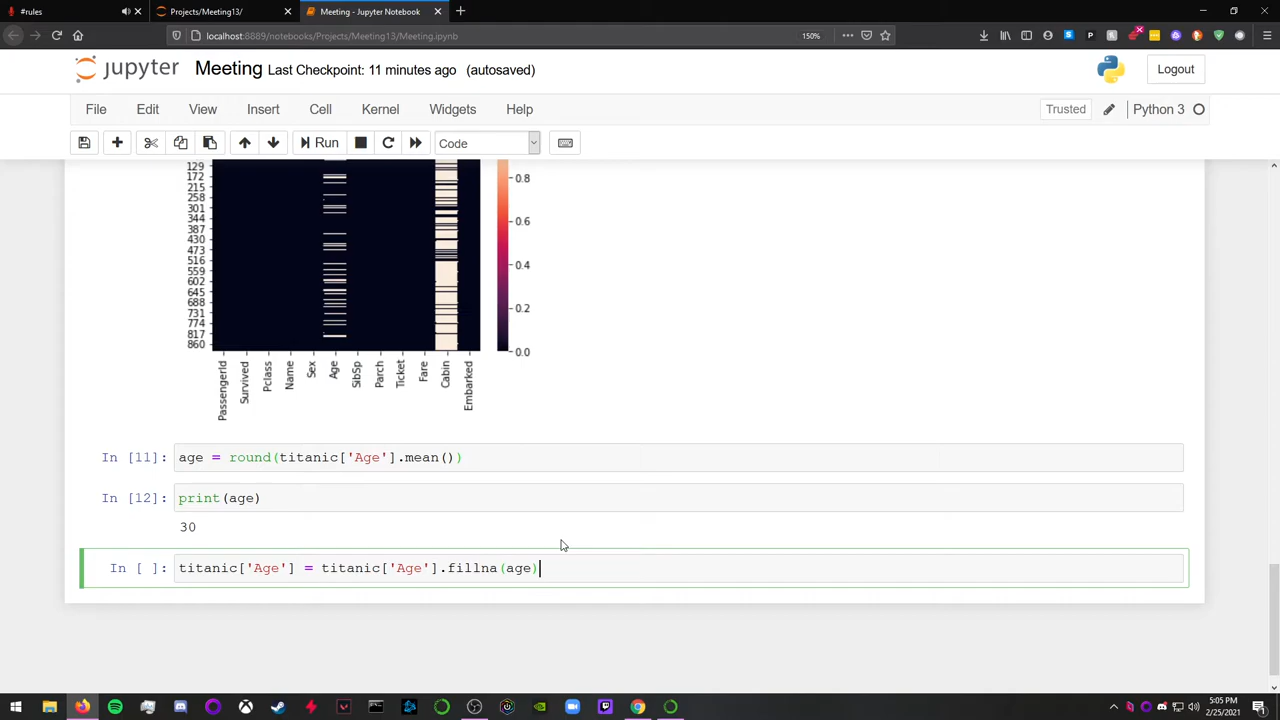 #rules
Projects/Meeting13/
Meeting - Jupyter Notebook
localhost:8889/notebooks/Projects/Meeting13/Meeting.ipynb
150%
jupyter Meeting Last Checkpoint: 11 minutes ago (autosaved)
Logout
File Edit View Insert Cell Kernel Widgets Help
Trusted
Python 3
Run
Code
129
172
215
258
301
344
387
430
473
516
559
602
645
688
731
774
817
860
0.8
0.6
0.4
0.2
0.0
PassengerId
Survived
Pclass
Name
Sex
Age
SibSp
Parch
Ticket
Fare
Cabin
Embarked
In [11]: age = round(titanic['Age'].mean())
In [12]: print(age)
30
In [ ]: titanic['Age'] = titanic['Age'].fillna(age)
5:05 PM
2/25/2021